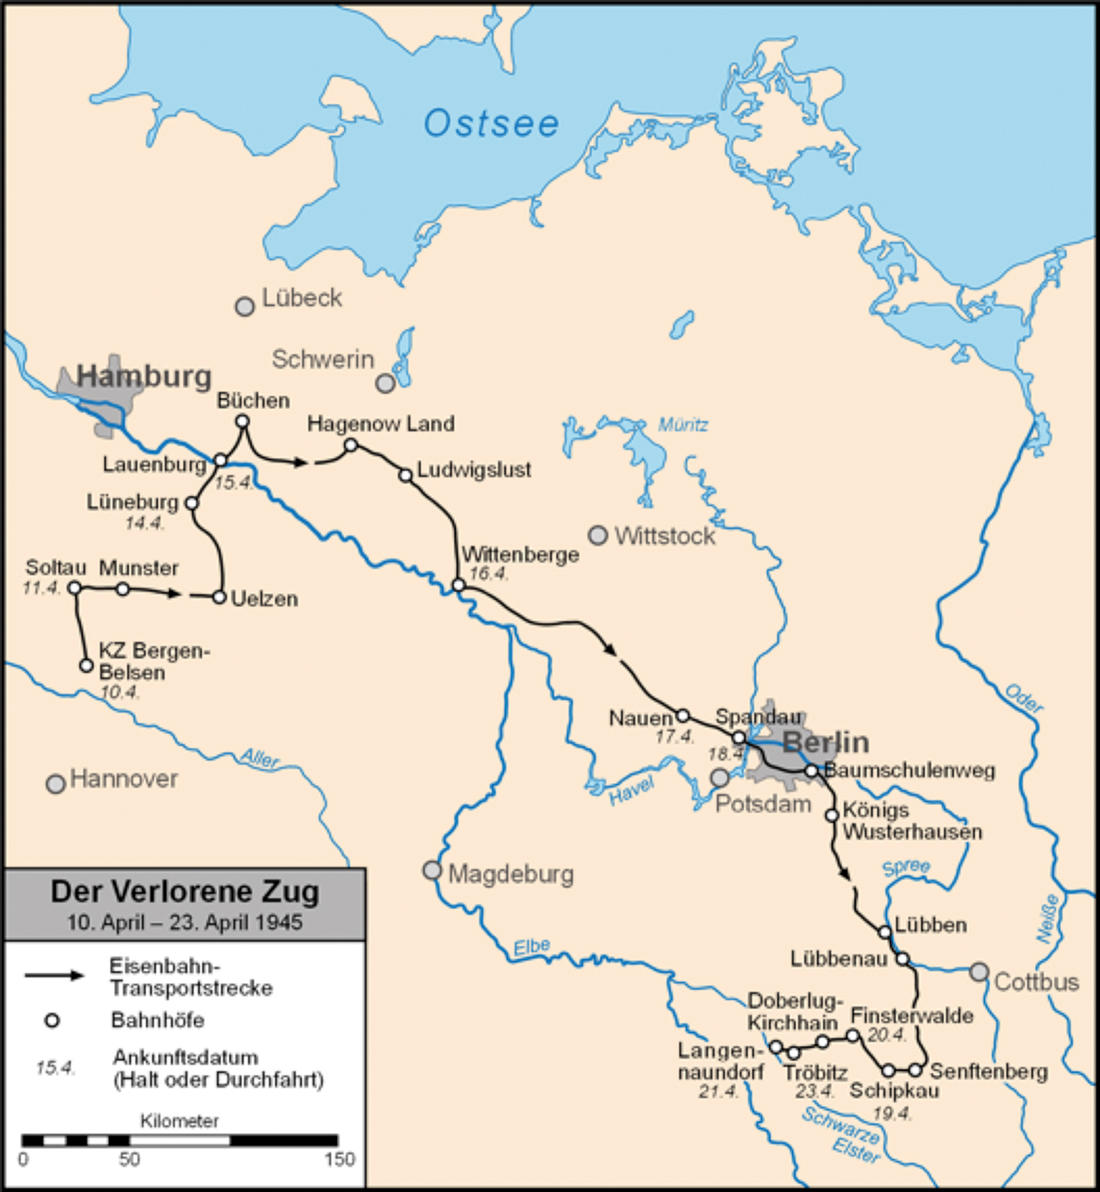 Ostsee
Lübeck
Schwerin
Hamburg
Büchen
Hagenow Land
Müritz
Lauenburg
15.4.
Ludwigslust
Lüneburg
14.4.
Wittstock
Wittenberge
16.4.
Soltau
11.4.
Munster
Uelzen
KZ Bergen-
Belsen
10.4.
Oder
Nauen
17.4.
Spandau
18.4.
Berlin
Aller
Hannover
Havel
Baumschulenweg
Potsdam
Königs
Wusterhausen
Magdeburg
Spree
Neiße
Lübben
Elbe
Lübbenau
Cottbus
Doberlug-
Kirchhain
Finsterwalde
20.4.
Langen-
naundorf
21.4.
Tröbitz
23.4.
Senftenberg
Schipkau
19.4.
Schwarze
Elster
Der Verlorene Zug
10. April – 23. April 1945
Eisenbahn-
Transportstrecke
Bahnhöfe
15.4.
Ankunftsdatum
(Halt oder Durchfahrt)
Kilometer
0 50 150